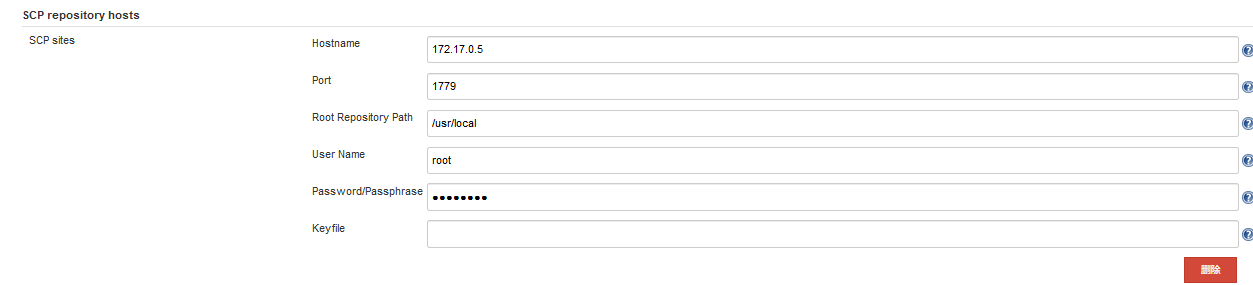 SCP repository hosts
SCP sites
Hostname
172.17.0.5
Port
1779
Root Repository Path
/usr/local
User Name
root
Password/Passphrase
••••••••
Keyfile
删除